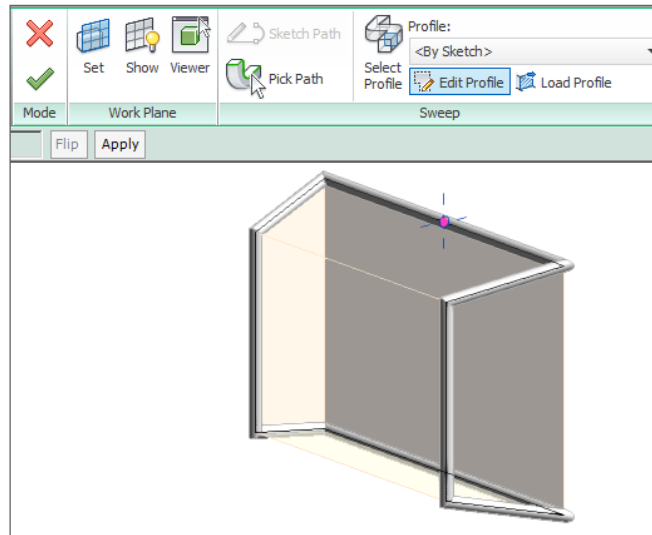 Sketch Path
Profile:
<By Sketch>
Set
Show
Viewer
Pick Path
Select
Profile
Edit Profile
Load Profile
Mode
Work Plane
Sweep
Flip
Apply